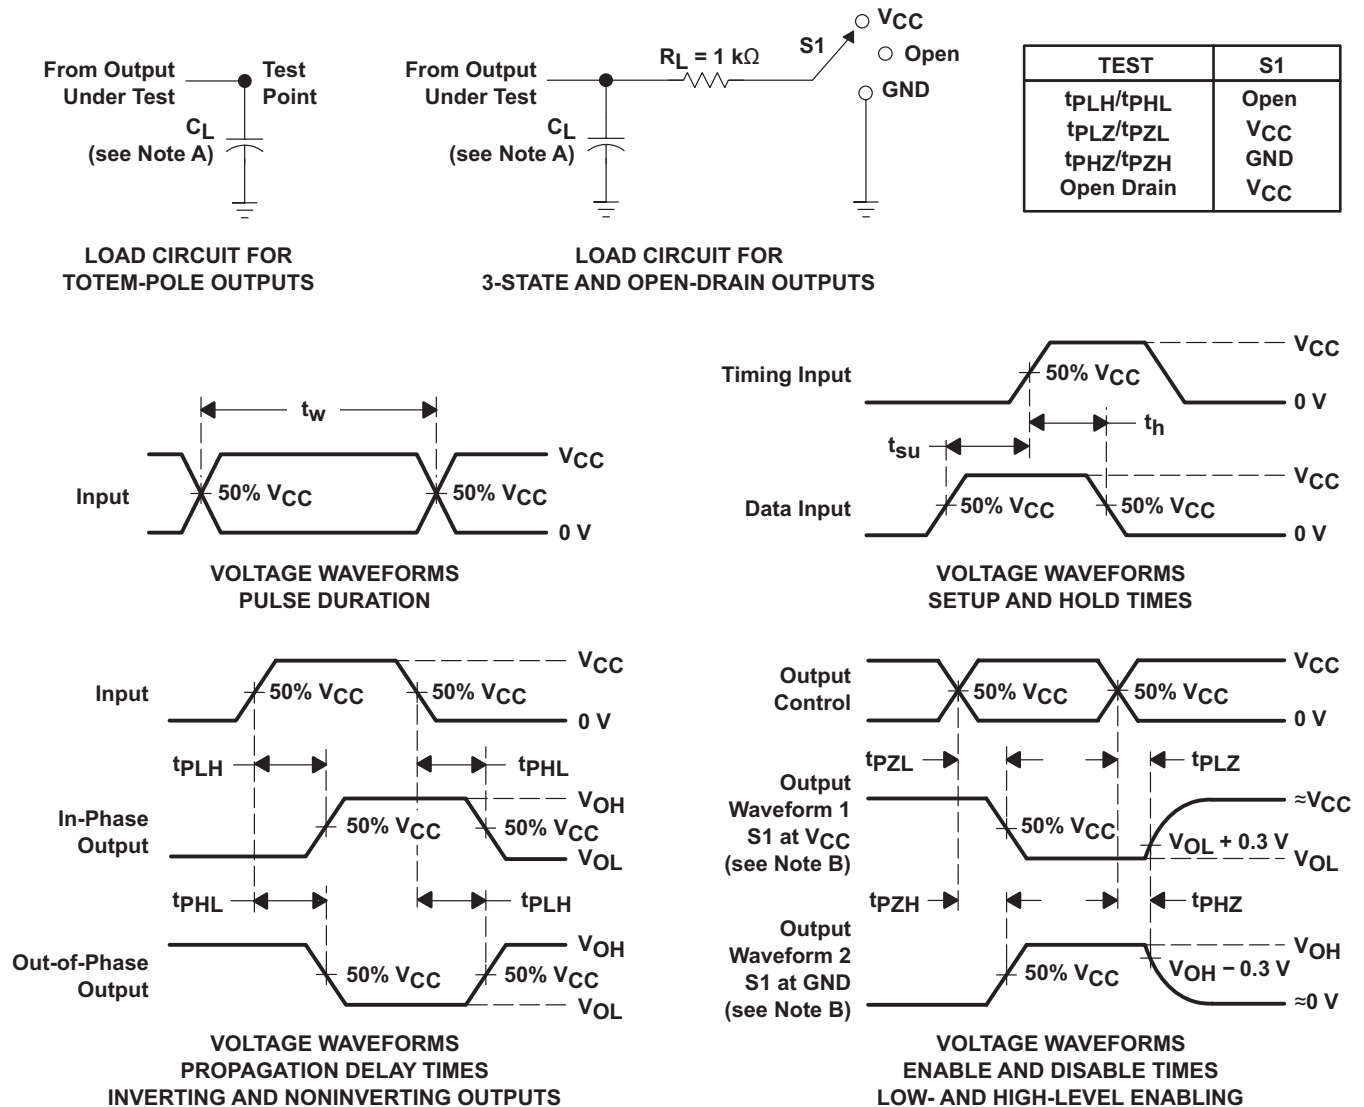 From Output
Under Test
Test
Point
CL
(see Note A)
LOAD CIRCUIT FOR
TOTEM-POLE OUTPUTS
From Output
Under Test
CL
(see Note A)
RL = 1 kΩ
S1
VCC
Open
GND
LOAD CIRCUIT FOR
3-STATE AND OPEN-DRAIN OUTPUTS
TEST S1
tPLH/tPHL Open
tPLZ/tPZL VCC
tPHZ/tPZH GND
Open Drain VCC
tw
Input
50% VCC
50% VCC
VCC
0 V
VOLTAGE WAVEFORMS
PULSE DURATION
Timing Input
50% VCC
VCC
0 V
th
tsu
Data Input
50% VCC
50% VCC
VCC
0 V
VOLTAGE WAVEFORMS
SETUP AND HOLD TIMES
Input
50% VCC
50% VCC
VCC
0 V
tPLH
tPHL
In-Phase
Output
50% VCC
50% VCC
VOH
VOL
tPHL
tPLH
Out-of-Phase
Output
50% VCC
50% VCC
VOH
VOL
VOLTAGE WAVEFORMS
PROPAGATION DELAY TIMES
INVERTING AND NONINVERTING OUTPUTS
Output
Control
50% VCC
50% VCC
VCC
0 V
tPZL
tPLZ
Output
Waveform 1
S1 at VCC
(see Note B)
50% VCC
VOL + 0.3 V
≈VCC
VOL
tPZH
tPHZ
Output
Waveform 2
S1 at GND
(see Note B)
50% VCC
VOH − 0.3 V
VOH
≈0 V
VOLTAGE WAVEFORMS
ENABLE AND DISABLE TIMES
LOW- AND HIGH-LEVEL ENABLING